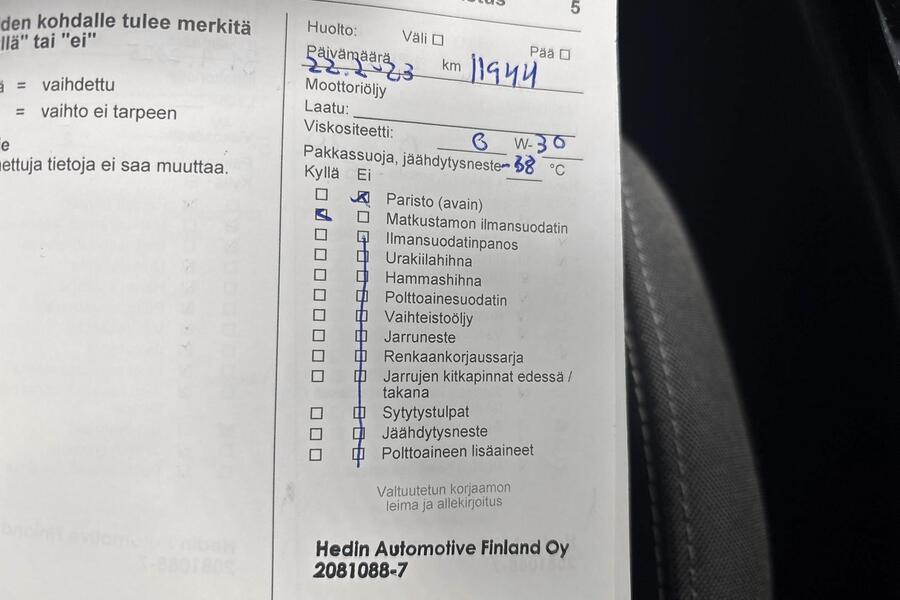 5
den kohdalle tulee merkitä
llä" tai "ei"
= vaihdettu
= vaihto ei tarpeen
ettuja tietoja ei saa muuttaa.
Huolto: Väli Pää
Päivämäärä 22.2-23 km 11944
Moottoriöljy
Laatu:
Viskositeetti: 0 W-30
Pakkassuoja, jäähdytysneste -38 °C
Kyllä Ei
Paristo (avain)
Matkustamon ilmansuodatin
Ilmansuodatinpanos
Urakiilahihna
Hammashihna
Polttoainesuodatin
Vaihteistoöljy
Jarruneste
Renkaankorjaussarja
Jarrujen kitkapinnat edessä /
takana
Sytytystulpat
Jäähdytysneste
Polttoaineen lisäaineet
Valtuutetun korjaamon
leima ja allekirjoitus
Hedin Automotive Finland Oy
2081088-7